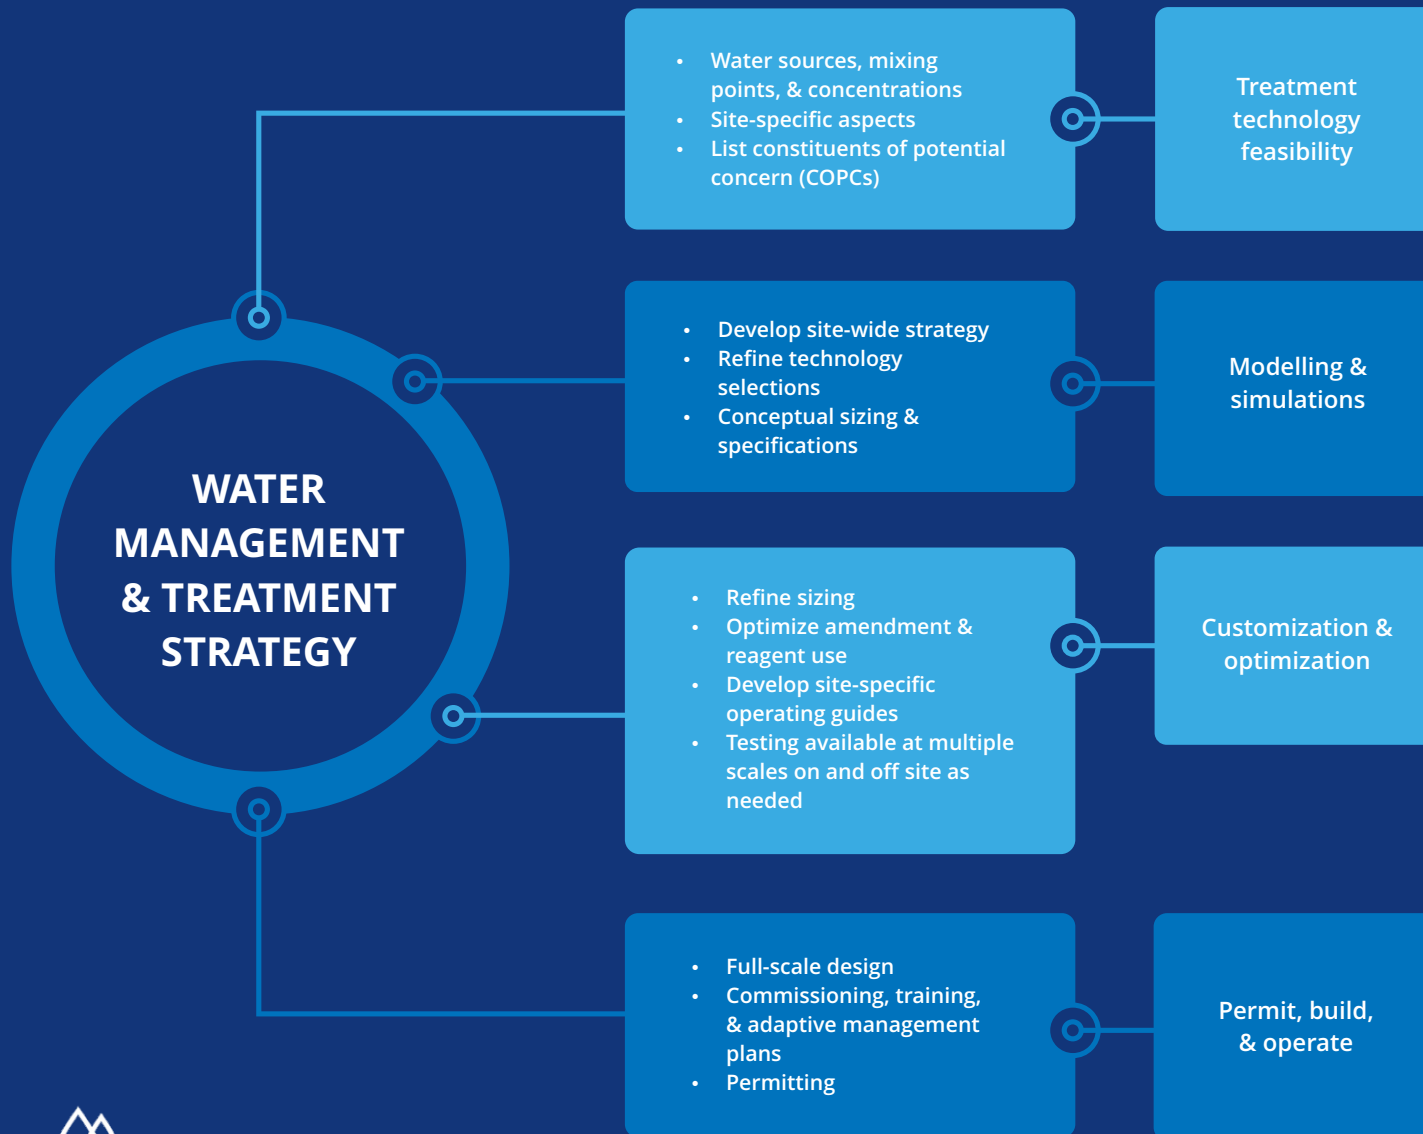 WATER
MANAGEMENT
& TREATMENT
STRATEGY
• Water sources, mixing
points, & concentrations
• Site-specific aspects
• List constituents of potential
concern (COPCs)
Treatment
technology
feasibility
• Develop site-wide strategy
• Refine technology
selections
• Conceptual sizing &
specifications
Modelling &
simulations
• Refine sizing
• Optimize amendment &
reagent use
• Develop site-specific
operating guides
• Testing available at multiple
scales on and off site as
needed
Customization &
optimization
• Full-scale design
• Commissioning, training,
& adaptive management
plans
• Permitting
Permit, build,
& operate